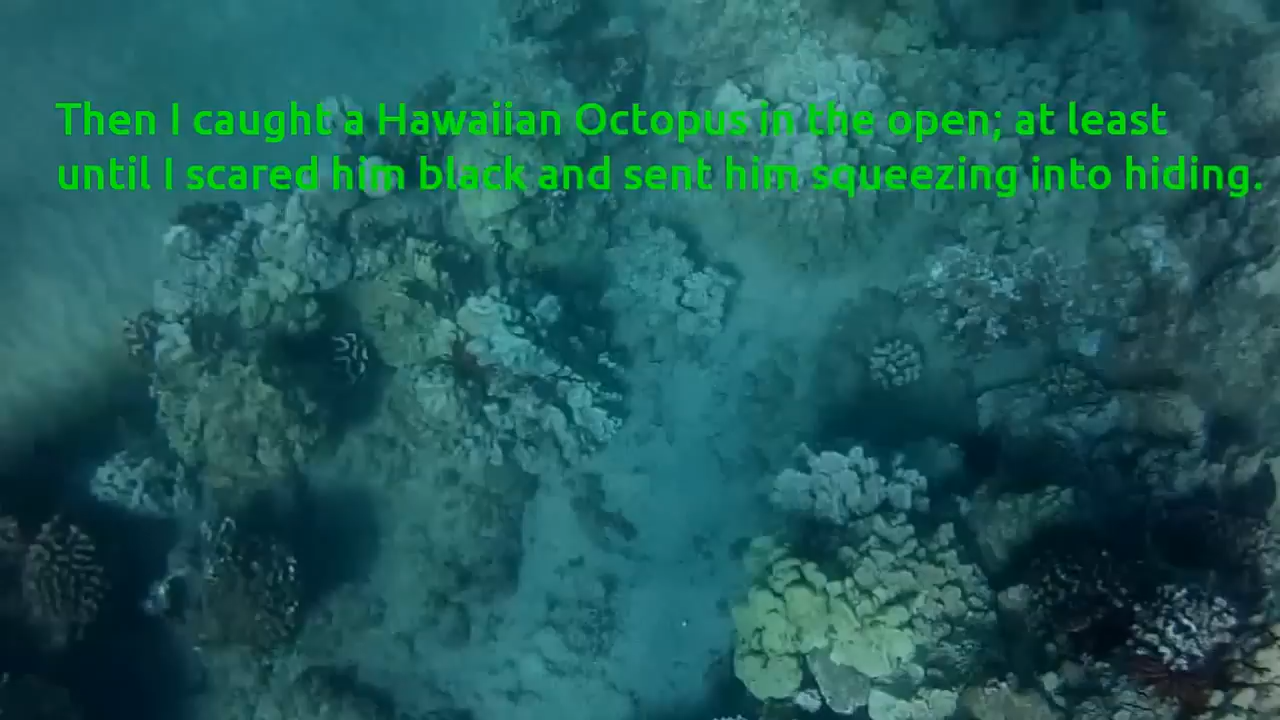 Then I caught a Hawaiian Octopus in the open; at least
until I scared him black and sent him squeezing into hiding.